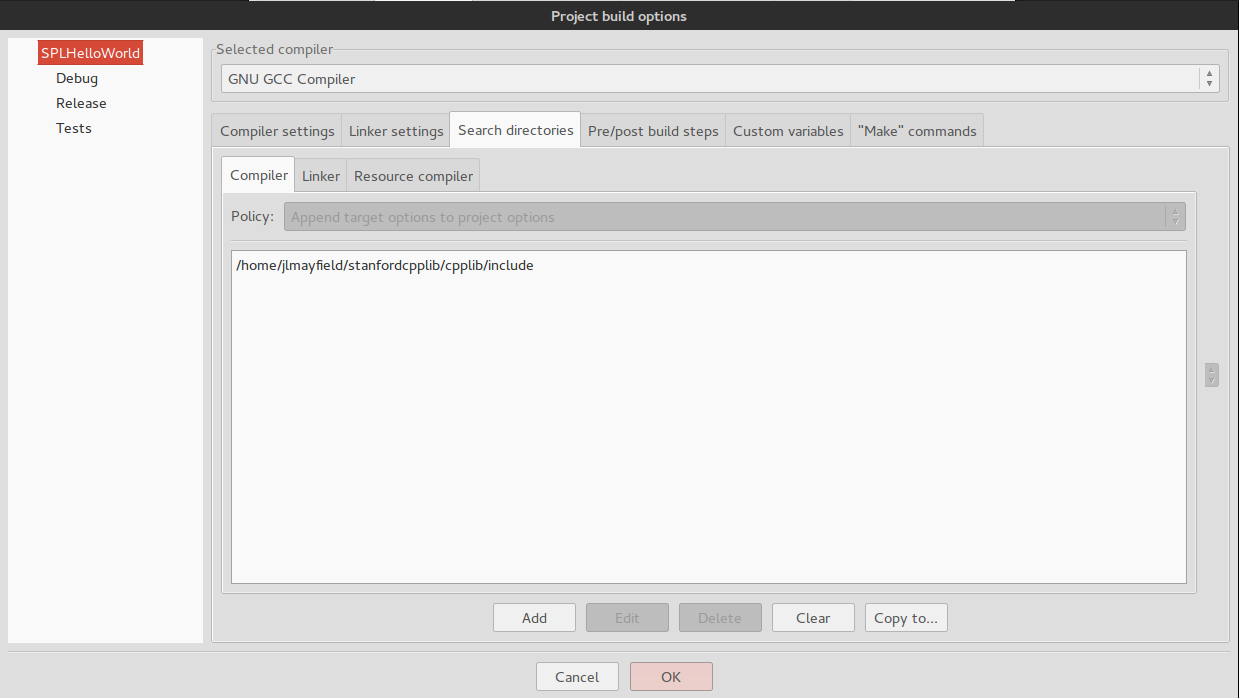 Project build options
SPLHelloWorld
Debug
Release
Tests
Selected compiler
GNU GCC Compiler
Compiler settings Linker settings Search directories Pre/post build steps Custom variables "Make" commands
Compiler Linker Resource compiler
Policy: Append target options to project options
/home/jlmayfield/stanfordcpplib/cpplib/include
Add Edit Delete Clear Copy to...
Cancel OK